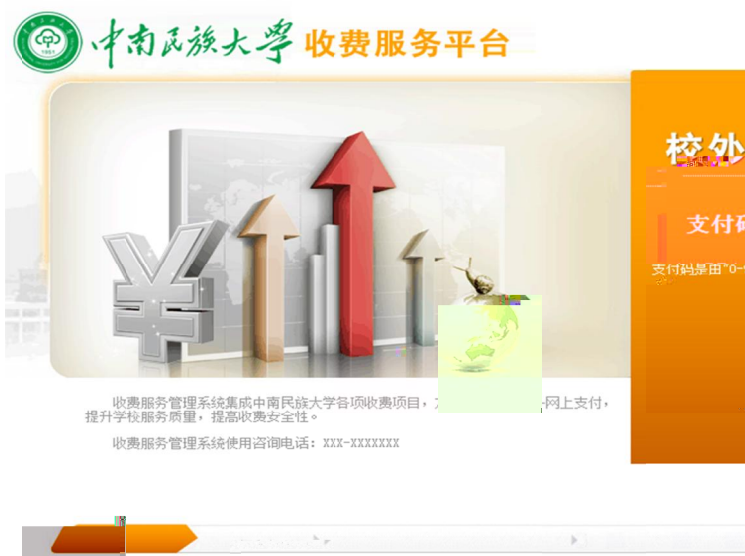 中南民族大学 收费服务平台
校外
支付码
支付码是由"0-
收费服务管理系统集成中南民族大学各项收费项目，
网上支付，
提升学校服务质量，提高收费安全性。
收费服务管理系统使用咨询电话：XXX-XXXXXXX